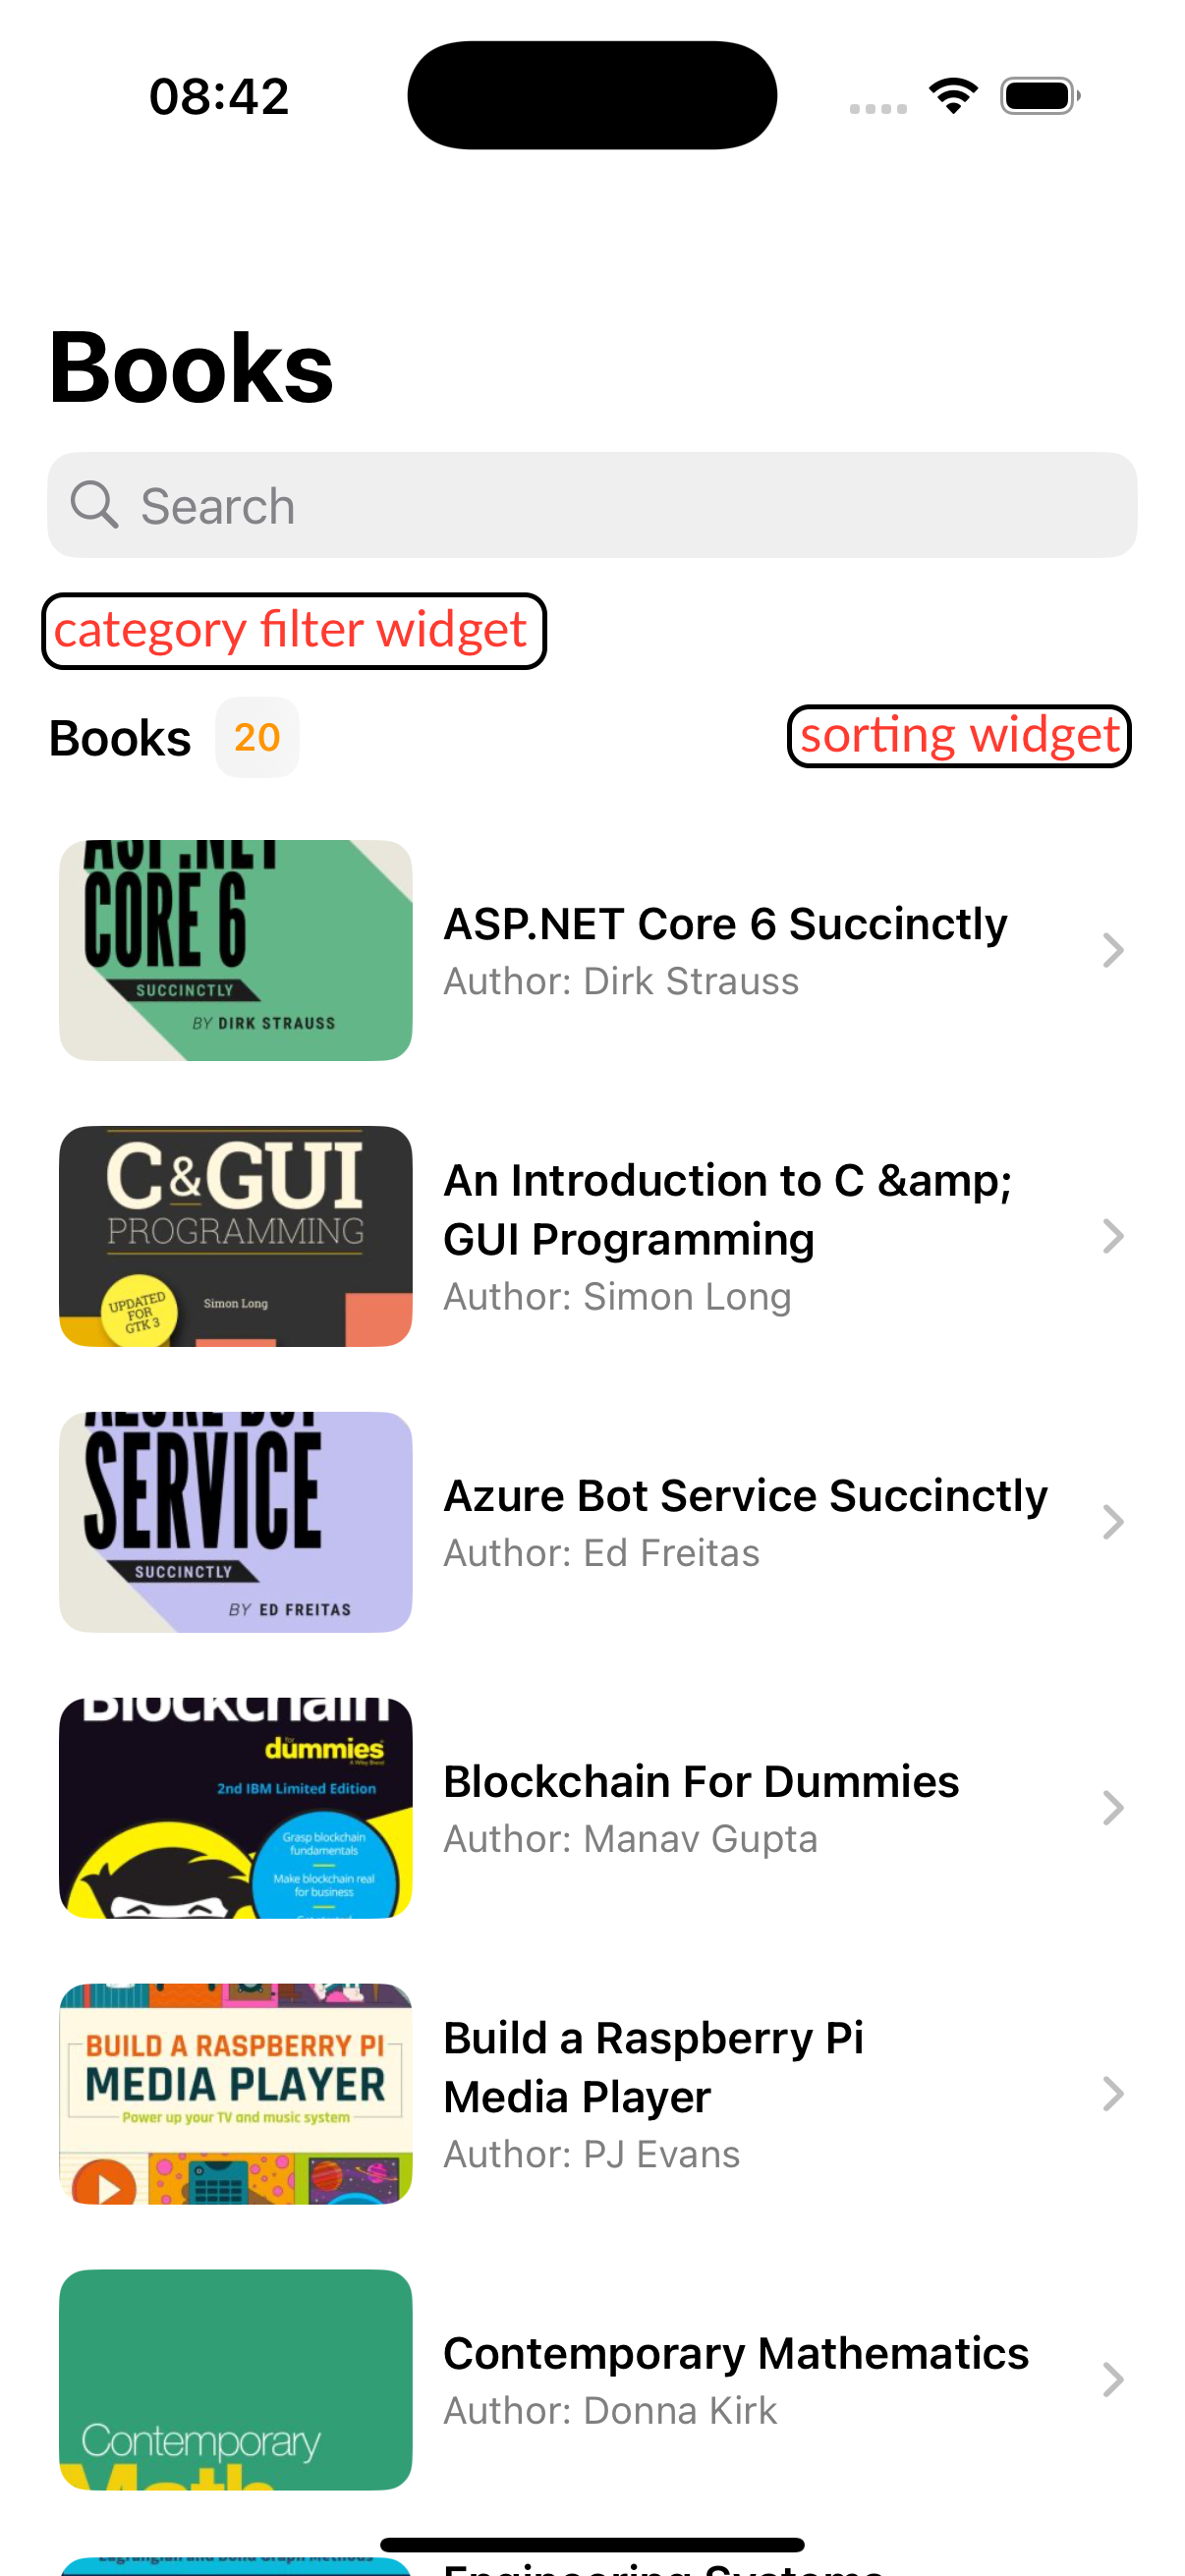 08:42
Books
Search
category filter widget
Books 20
sorting widget
CORE 6
SUCCINCTLY
BY DIRK STRAUSS
ASP.NET Core 6 Succinctly
Author: Dirk Strauss
C&GUI
PROGRAMMING
UPDATED
FOR
GTK 3
Simon Long
An Introduction to C &amp;
GUI Programming
Author: Simon Long
SERVICE
SUCCINCTLY
BY ED FREITAS
Azure Bot Service Succinctly
Author: Ed Freitas
Blockchain
for
dummies
2nd IBM Limited Edition
Grasp blockchain
fundamentals
Make blockchain real
for business
Blockchain For Dummies
Author: Manav Gupta
BUILD A RASPBERRY PI
MEDIA PLAYER
Power up your TV and music system
Build a Raspberry Pi
Media Player
Author: PJ Evans
Contemporary
Math
Contemporary Mathematics
Author: Donna Kirk
Engineering Systems